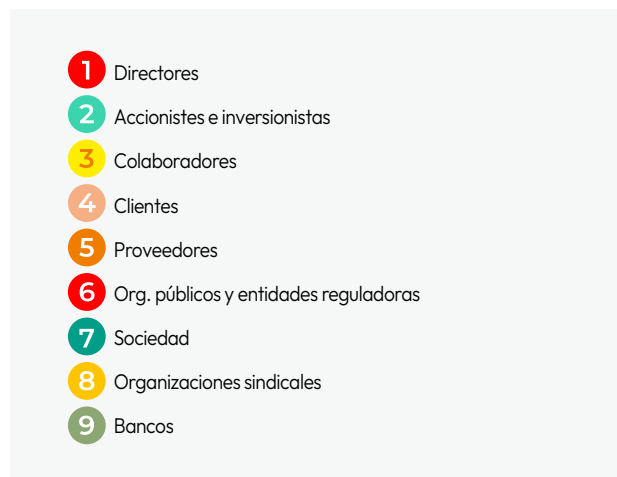 1 Directores
2 Accionistes e inversionistas
3 Colaboradores
4 Clientes
5 Proveedores
6 Org. públicos y entidades reguladoras
7 Sociedad
8 Organizaciones sindicales
9 Bancos